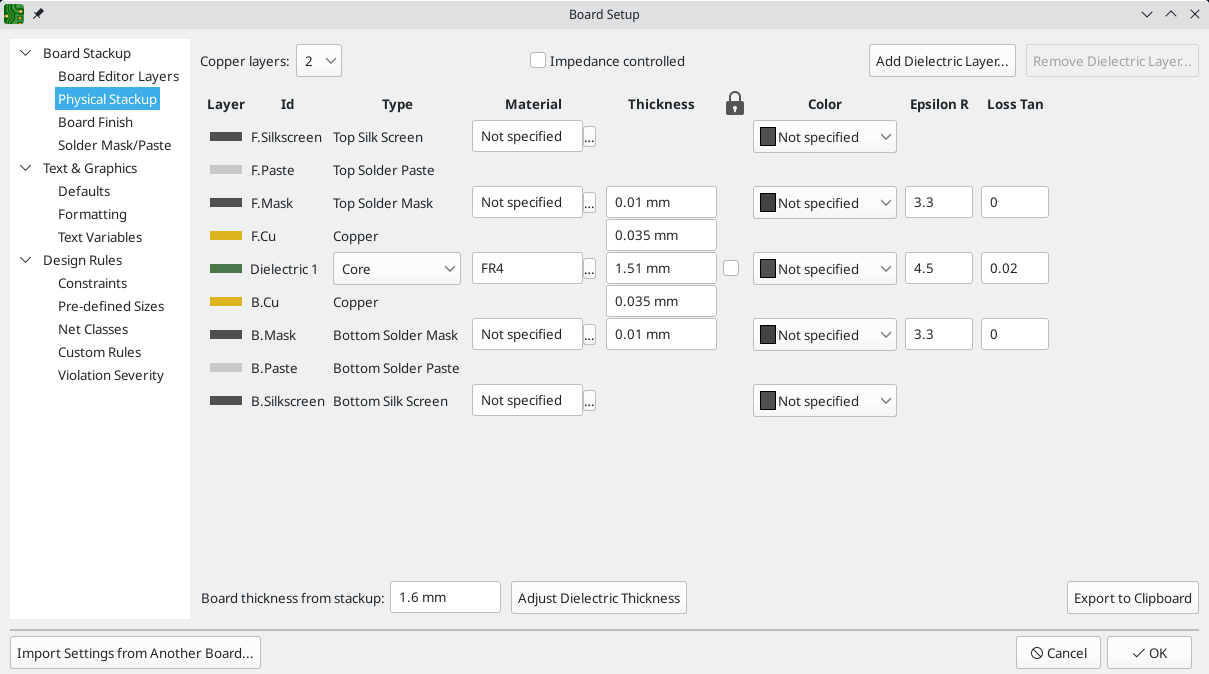 Board Setup
Board Stackup
Board Editor Layers
Physical Stackup
Board Finish
Solder Mask/Paste
Text & Graphics
Defaults
Formatting
Text Variables
Design Rules
Constraints
Pre-defined Sizes
Net Classes
Custom Rules
Violation Severity
Copper layers: 2 Impedance controlled Add Dielectric Layer... Remove Dielectric Layer...
Layer Id Type Material Thickness Color Epsilon R Loss Tan
F.Silkscreen Top Silk Screen Not specified ... Not specified
F.Paste Top Solder Paste
F.Mask Top Solder Mask Not specified ... 0.01 mm Not specified 3.3 0
F.Cu Copper 0.035 mm
Dielectric 1 Core FR4 ... 1.51 mm Not specified 4.5 0.02
B.Cu Copper 0.035 mm
B.Mask Bottom Solder Mask Not specified ... 0.01 mm Not specified 3.3 0
B.Paste Bottom Solder Paste
B.Silkscreen Bottom Silk Screen Not specified ... Not specified
Board thickness from stackup: 1.6 mm Adjust Dielectric Thickness Export to Clipboard
Import Settings from Another Board... Cancel OK